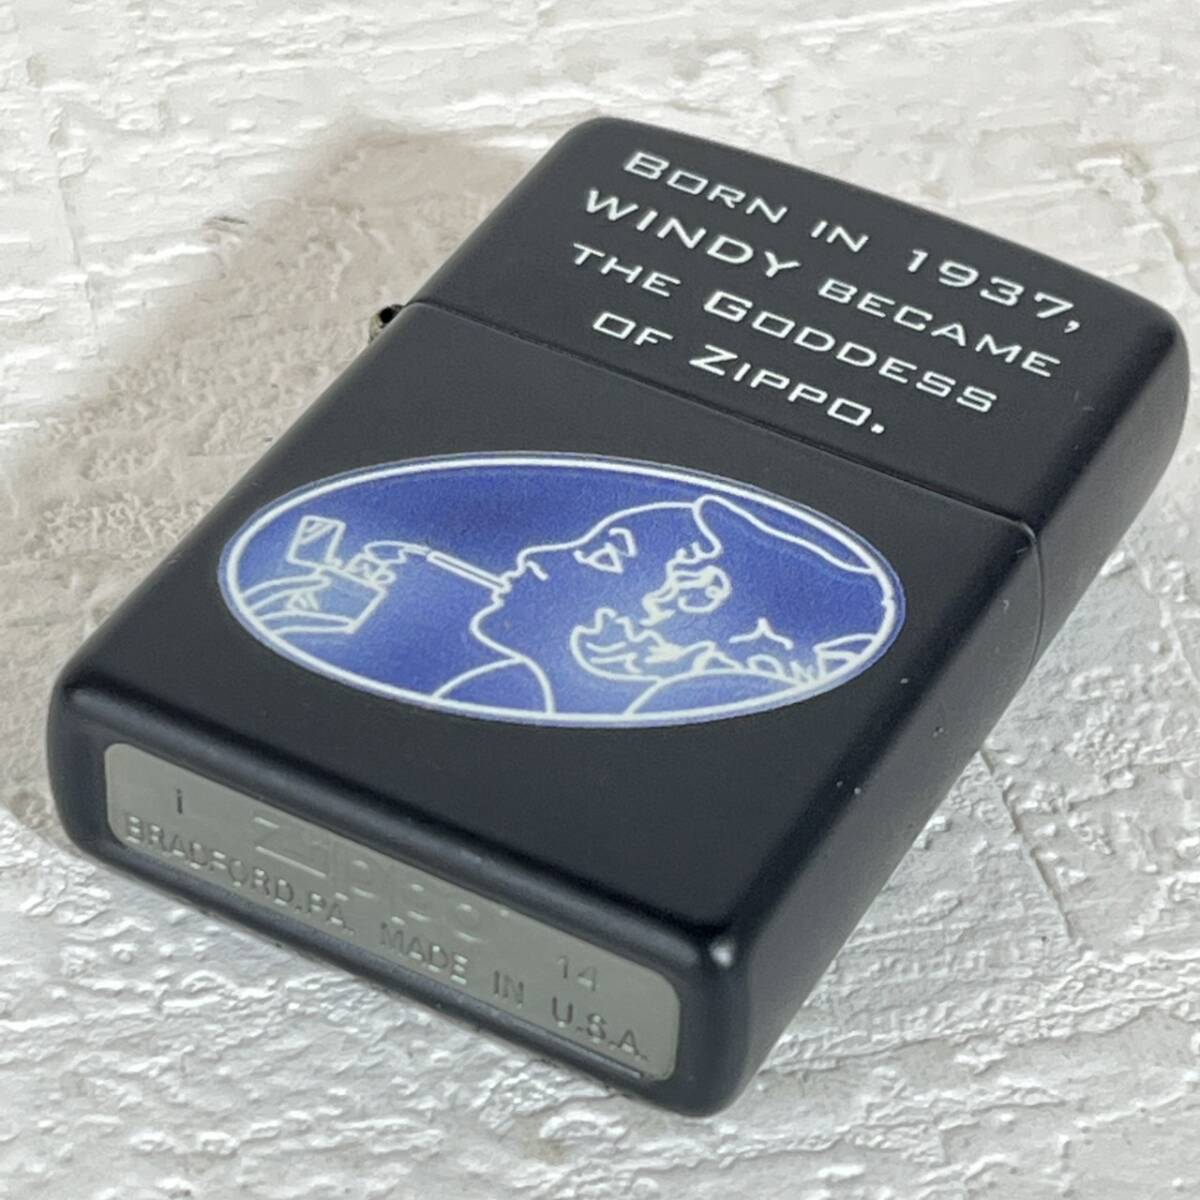 BORN IN 1937,
WINDY BECAME
THE GODDESS
OF ZIPPO.
i Zippo 14
BRADFORD,PA. MADE IN U.S.A.